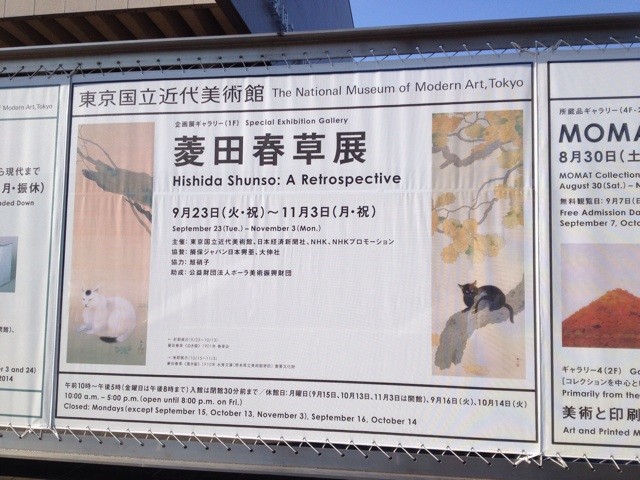 odern Art, Tokyo
ら現代まで
月・振休)
nded Down
er 3 and 24)
2014
東京国立近代美術館 The National Museum of Modern Art, Tokyo
企画展ギャラリー(1F) Special Exhibition Gallery
菱田春草展
Hishida Shunso: A Retrospective
9月23日(火・祝)〜11月3日(月・祝)
September 23(Tue.) – November 3(Mon.)
主催: 東京国立近代美術館、日本経済新聞社、NHK、NHKプロモーション
協賛: 損保ジャパン日本興亜、大伸社
協力: 旭硝子
助成: 公益財団法人ポーラ美術振興財団
午前10時〜午後5時(金曜日は午後8時まで)入館は閉館30分前まで/休館日: 月曜日(9月15日、10月13日、11月3日は開館)、9月16日(火)、10月14日(火)
10:00 a.m. – 5:00 p.m. (open until 8:00 p.m. on Fri.)
Closed: Mondays (except September 15, October 13, November 3), September 16, October 14
所蔵品ギャラリー(4F-2
MOMA
8月30日(土
MOMAT Collection
August 30(Sat.) – N
無料観覧日: 9月7日(日
Free Admission Da
September 7, Octo
ギャラリー4(2F) Ga
[コレクションを中心と
Primarily from the
美術と印刷
Art and Printed M